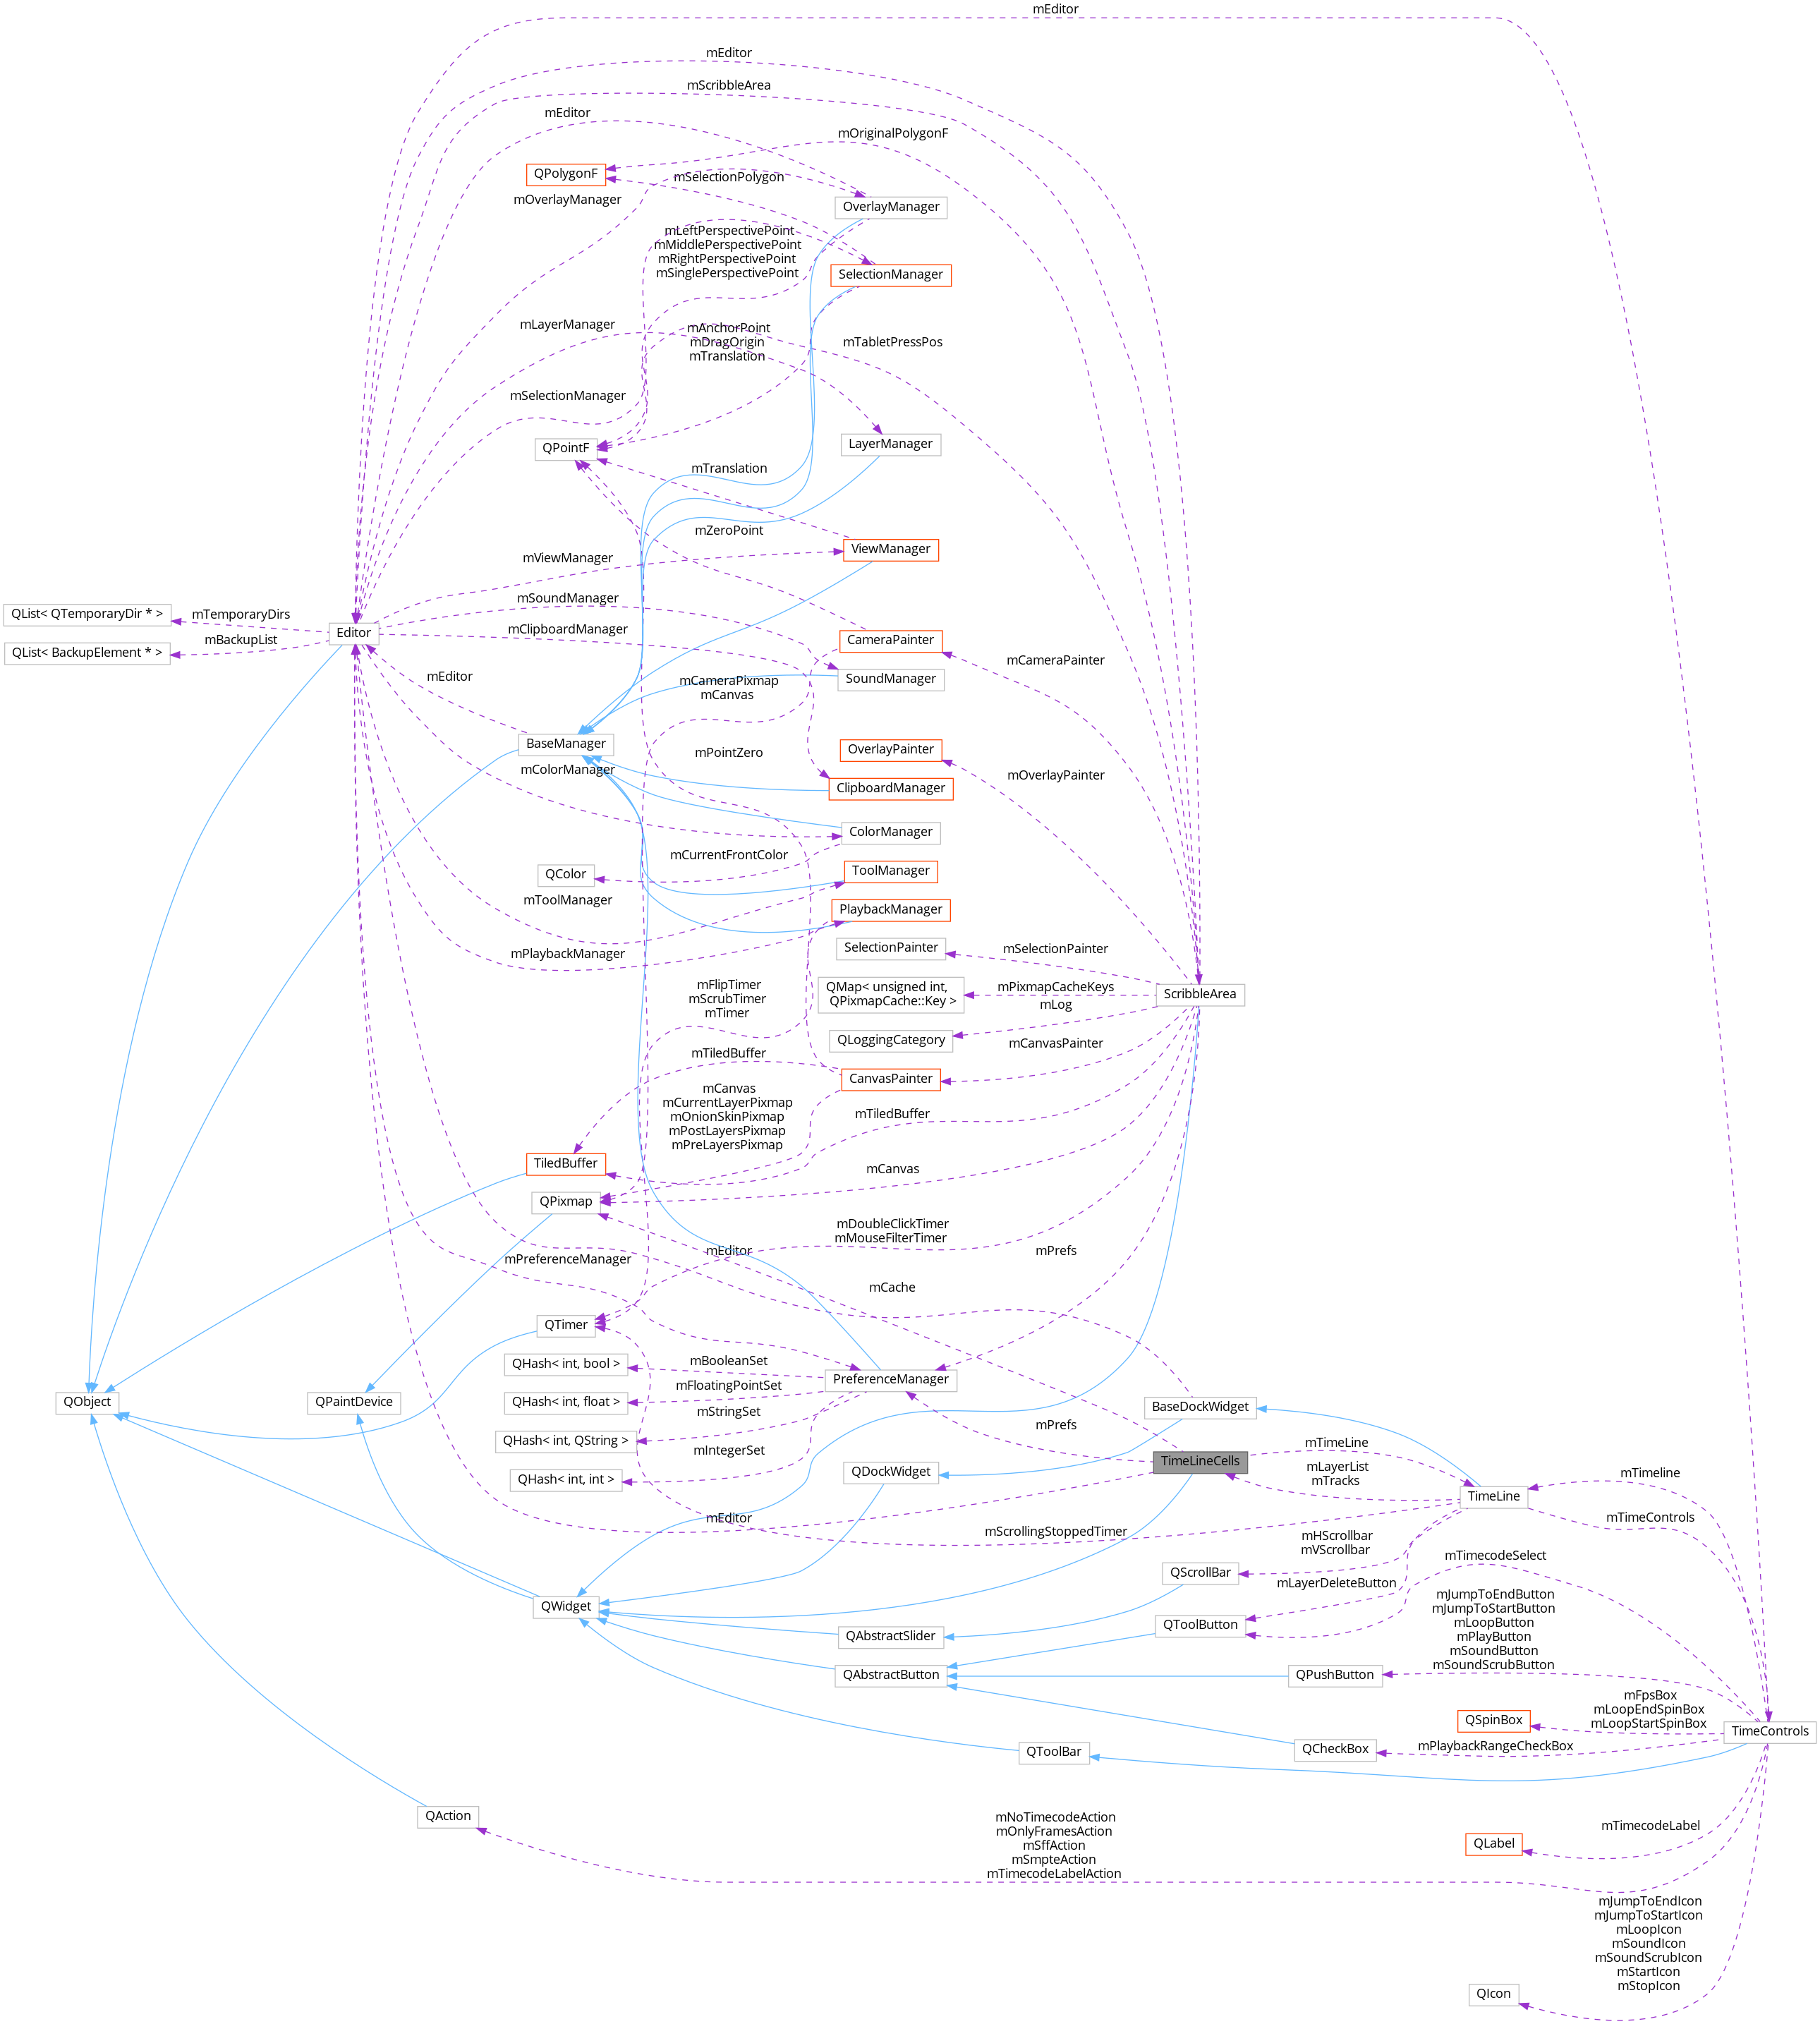 mEditor
mEditor
mScribbleArea
mEditor
mOriginalPolygonF
QPolygonF
mSelectionPolygon
mOverlayManager
OverlayManager
mLeftPerspectivePoint
mMiddlePerspectivePoint
mRightPerspectivePoint
mSinglePerspectivePoint
SelectionManager
mLayerManager
mAnchorPoint
mDragOrigin
mTranslation
mTabletPressPos
mSelectionManager
QPointF
LayerManager
mTranslation
mZeroPoint
mViewManager
ViewManager
mSoundManager
QList< QTemporaryDir * >
mTemporaryDirs
Editor
mClipboardManager
CameraPainter
mCameraPainter
QList< BackupElement * >
mBackupList
mEditor
mCameraPixmap
mCanvas
SoundManager
BaseManager
mPointZero
OverlayPainter
mOverlayPainter
mColorManager
ClipboardManager
ColorManager
mCurrentFrontColor
QColor
ToolManager
mToolManager
PlaybackManager
mPlaybackManager
SelectionPainter
mSelectionPainter
mFlipTimer
mScrubTimer
mTimer
QMap< unsigned int,
QPixmapCache::Key >
mPixmapCacheKeys
mLog
ScribbleArea
QLoggingCategory
mCanvasPainter
mTiledBuffer
CanvasPainter
mCanvas
mCurrentLayerPixmap
mOnionSkinPixmap
mPostLayersPixmap
mPreLayersPixmap
mTiledBuffer
TiledBuffer
mCanvas
QPixmap
mDoubleClickTimer
mMouseFilterTimer
mPreferenceManager
mEditor
mPrefs
mCache
QTimer
QHash< int, bool >
mBooleanSet
PreferenceManager
QObject
QPaintDevice
QHash< int, float >
mFloatingPointSet
BaseDockWidget
mStringSet
mPrefs
QHash< int, QString >
mIntegerSet
QHash< int, int >
QDockWidget
TimeLineCells
mTimeLine
mLayerList
mTracks
TimeLine
mTimeline
mTimeControls
mEditor
mScrollingStoppedTimer
mHScrollbar
mVScrollbar
mTimecodeSelect
QScrollBar
mLayerDeleteButton
QWidget
QAbstractSlider
QToolButton
mJumpToEndButton
mJumpToStartButton
mLoopButton
mPlayButton
mSoundButton
mSoundScrubButton
QAbstractButton
QPushButton
mFpsBox
mLoopEndSpinBox
mLoopStartSpinBox
QSpinBox
TimeControls
QToolBar
QCheckBox
mPlaybackRangeCheckBox
QAction
mNoTimecodeAction
mOnlyFramesAction
mSffAction
mSmpteAction
mTimecodeLabelAction
mTimecodeLabel
QLabel
mJumpToEndIcon
mJumpToStartIcon
mLoopIcon
mSoundIcon
mSoundScrubIcon
mStartIcon
mStopIcon
QIcon